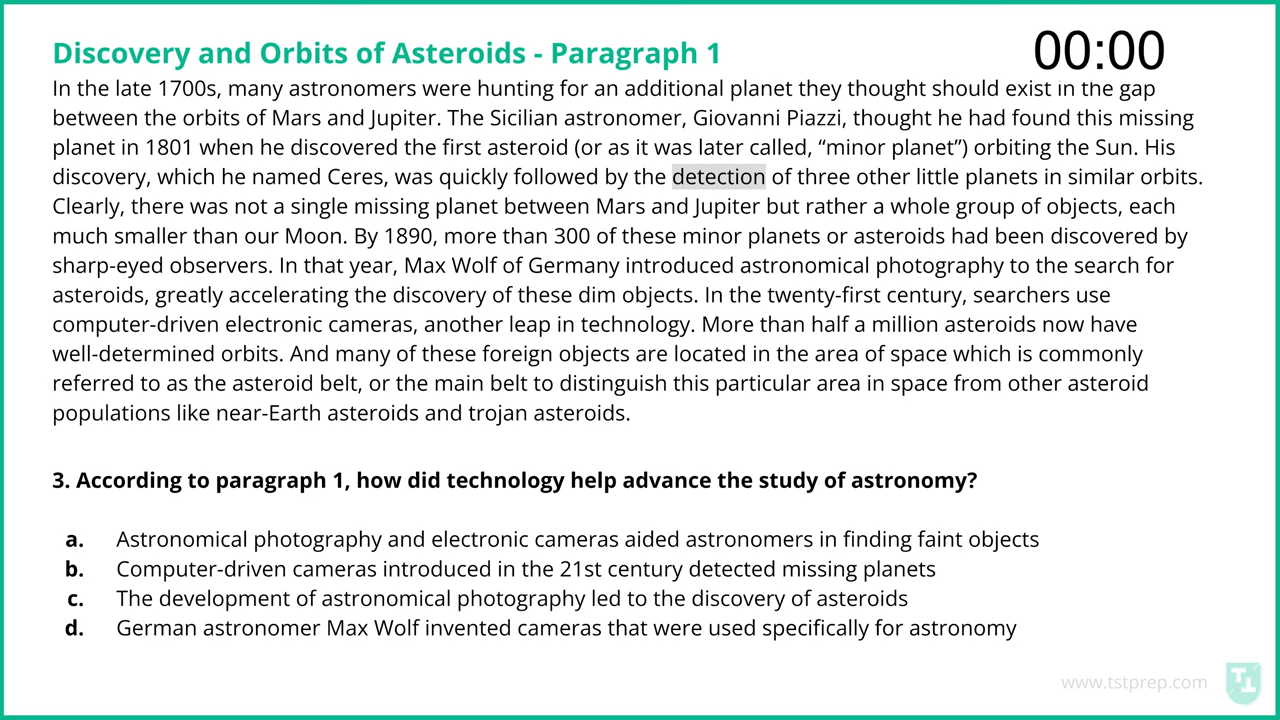 Discovery and Orbits of Asteroids - Paragraph 1
00:00
In the late 1700s, many astronomers were hunting for an additional planet they thought should exist in the gap
between the orbits of Mars and Jupiter. The Sicilian astronomer, Giovanni Piazzi, thought he had found this missing
planet in 1801 when he discovered the first asteroid (or as it was later called, “minor planet”) orbiting the Sun. His
discovery, which he named Ceres, was quickly followed by the detection of three other little planets in similar orbits.
Clearly, there was not a single missing planet between Mars and Jupiter but rather a whole group of objects, each
much smaller than our Moon. By 1890, more than 300 of these minor planets or asteroids had been discovered by
sharp-eyed observers. In that year, Max Wolf of Germany introduced astronomical photography to the search for
asteroids, greatly accelerating the discovery of these dim objects. In the twenty-first century, searchers use
computer-driven electronic cameras, another leap in technology. More than half a million asteroids now have
well-determined orbits. And many of these foreign objects are located in the area of space which is commonly
referred to as the asteroid belt, or the main belt to distinguish this particular area in space from other asteroid
populations like near-Earth asteroids and trojan asteroids.
3. According to paragraph 1, how did technology help advance the study of astronomy?
a. Astronomical photography and electronic cameras aided astronomers in finding faint objects
b. Computer-driven cameras introduced in the 21st century detected missing planets
c. The development of astronomical photography led to the discovery of asteroids
d. German astronomer Max Wolf invented cameras that were used specifically for astronomy
www.tstprep.com